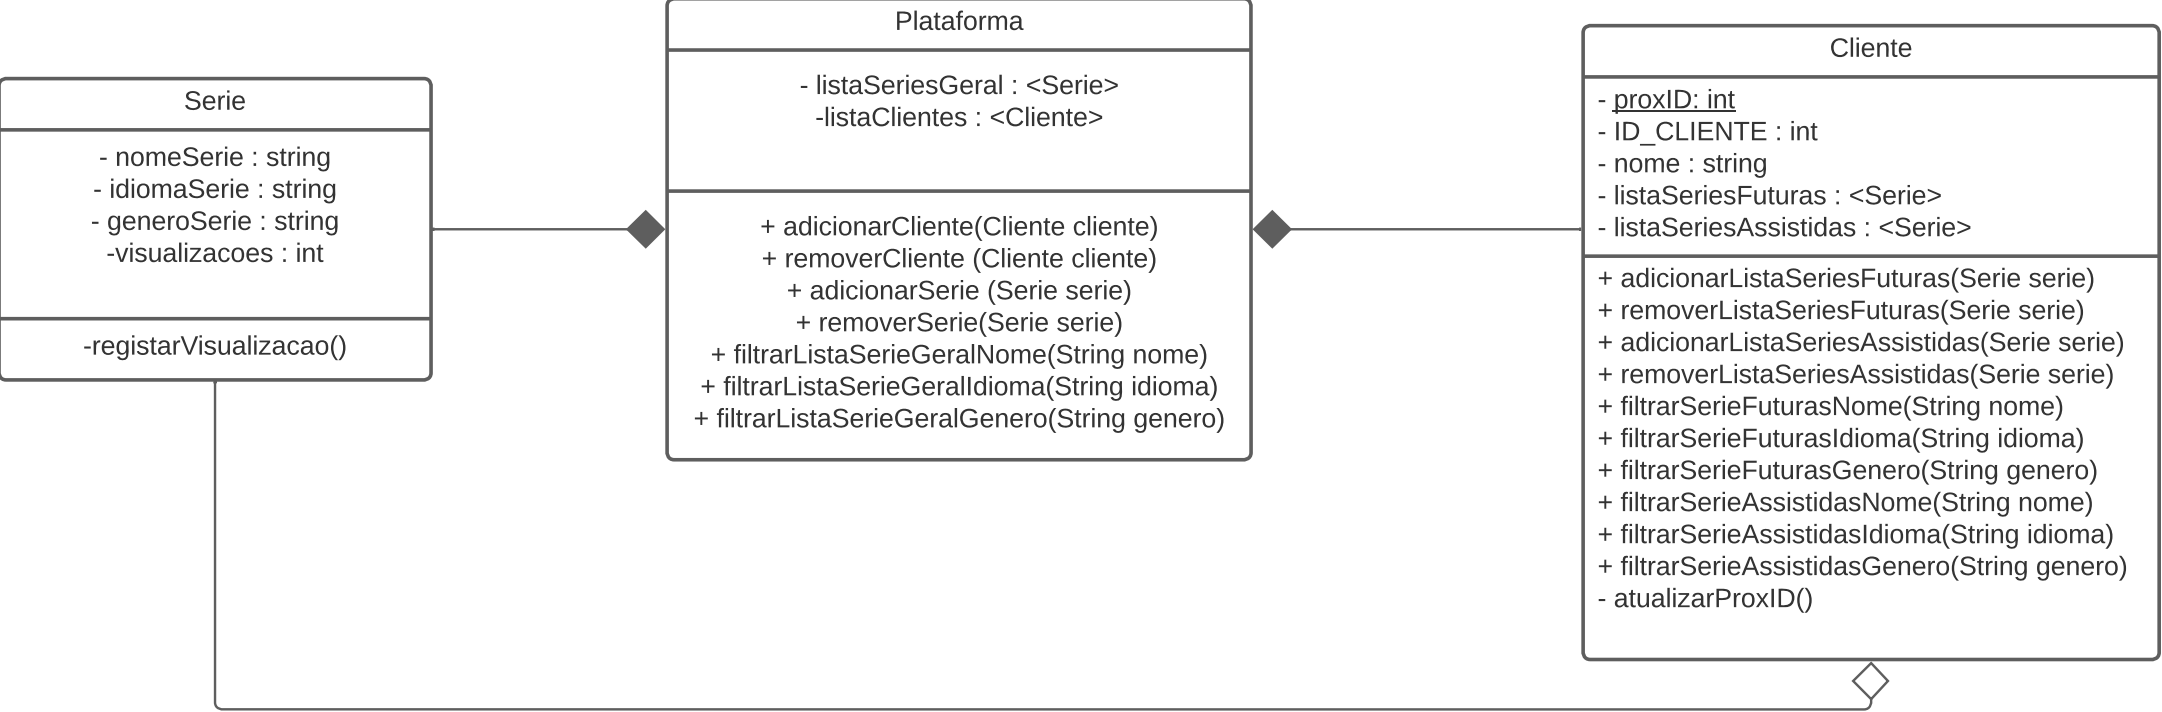 Serie
- nomeSerie : string
- idiomaSerie : string
- generoSerie : string
-visualizacoes : int
-registarVisualizacao()
Plataforma
- listaSeriesGeral : <Serie>
-listaClientes : <Cliente>
+ adicionarCliente(Cliente cliente)
+ removerCliente (Cliente cliente)
+ adicionarSerie (Serie serie)
+ removerSerie(Serie serie)
+ filtrarListaSerieGeralNome(String nome)
+ filtrarListaSerieGeralIdioma(String idioma)
+ filtrarListaSerieGeralGenero(String genero)
Cliente
- proxID: int
- ID_CLIENTE : int
- nome : string
- listaSeriesFuturas : <Serie>
- listaSeriesAssistidas : <Serie>
+ adicionarListaSeriesFuturas(Serie serie)
+ removerListaSeriesFuturas(Serie serie)
+ adicionarListaSeriesAssistidas(Serie serie)
+ removerListaSeriesAssistidas(Serie serie)
+ filtrarSerieFuturasNome(String nome)
+ filtrarSerieFuturasIdioma(String idioma)
+ filtrarSerieFuturasGenero(String genero)
+ filtrarSerieAssistidasNome(String nome)
+ filtrarSerieAssistidasIdioma(String idioma)
+ filtrarSerieAssistidasGenero(String genero)
- atualizarProxID()